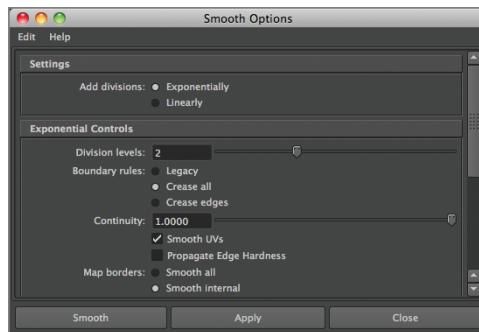 Smooth Options
Edit Help
Settings
Add divisions: Exponentially
Linearly
Exponential Controls
Division levels: 2
Boundary rules: Legacy
Crease all
Crease edges
Continuity: 1.0000
Smooth UVs
Propagate Edge Hardness
Map borders: Smooth all
Smooth internal
Smooth Apply Close